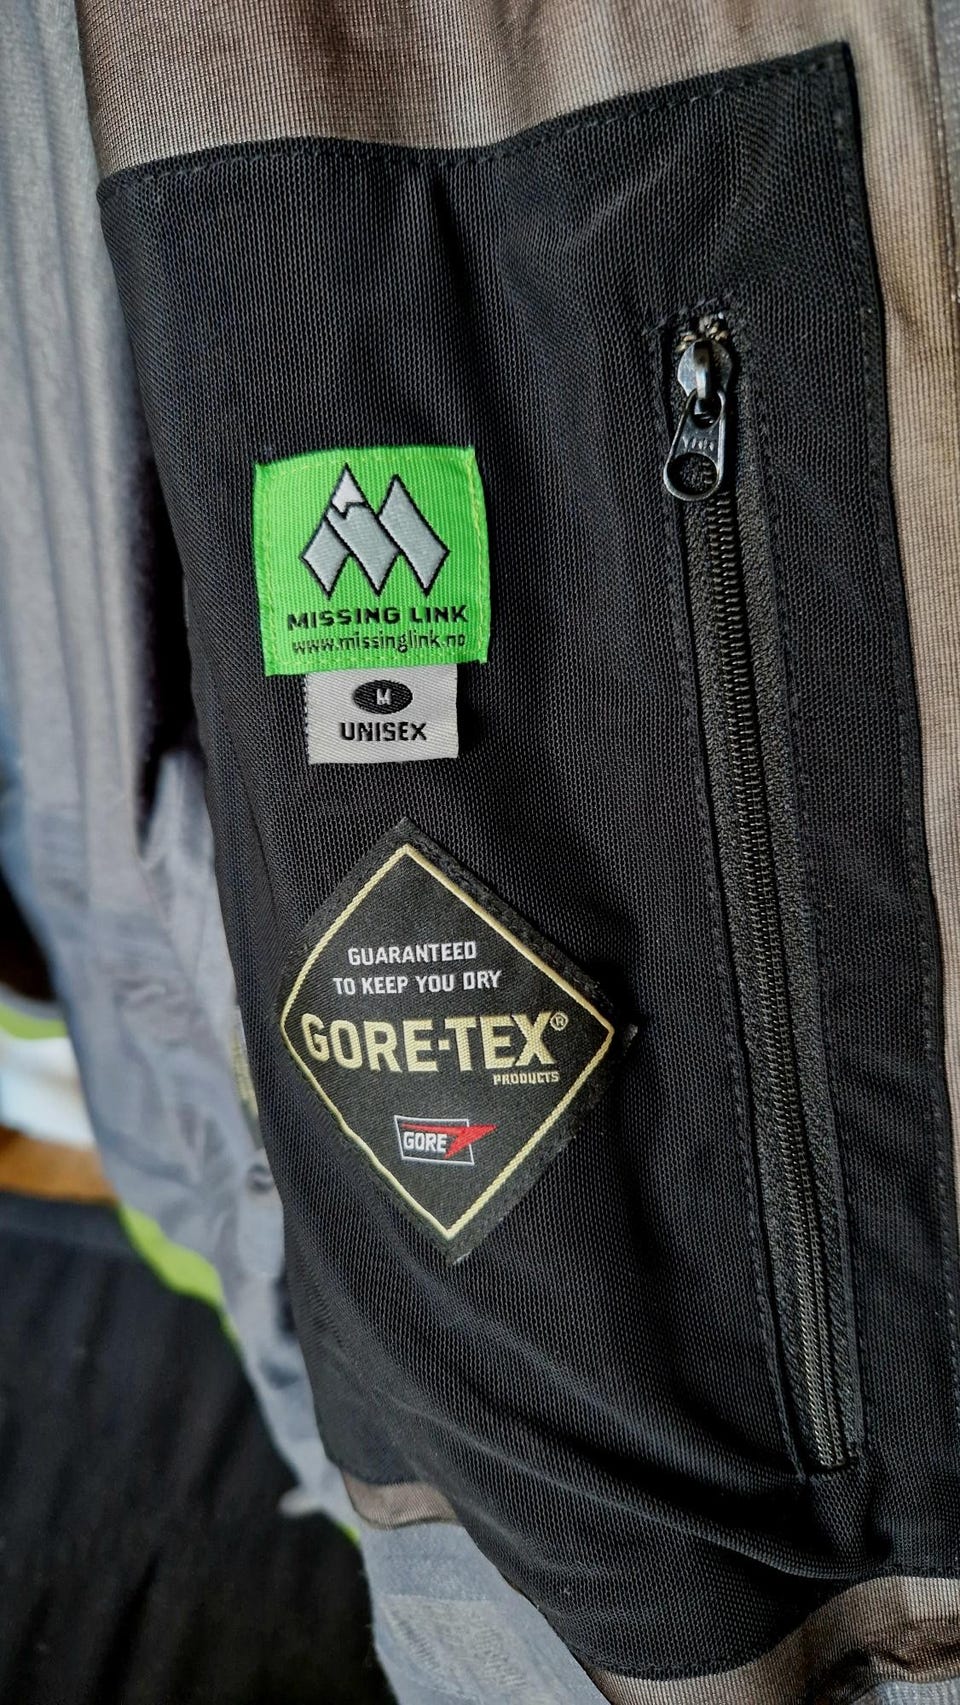 MISSING LINK
www.missinglink.no
M
UNISEX
GUARANTEED
TO KEEP YOU DRY
GORE-TEX®
PRODUCTS
GORE